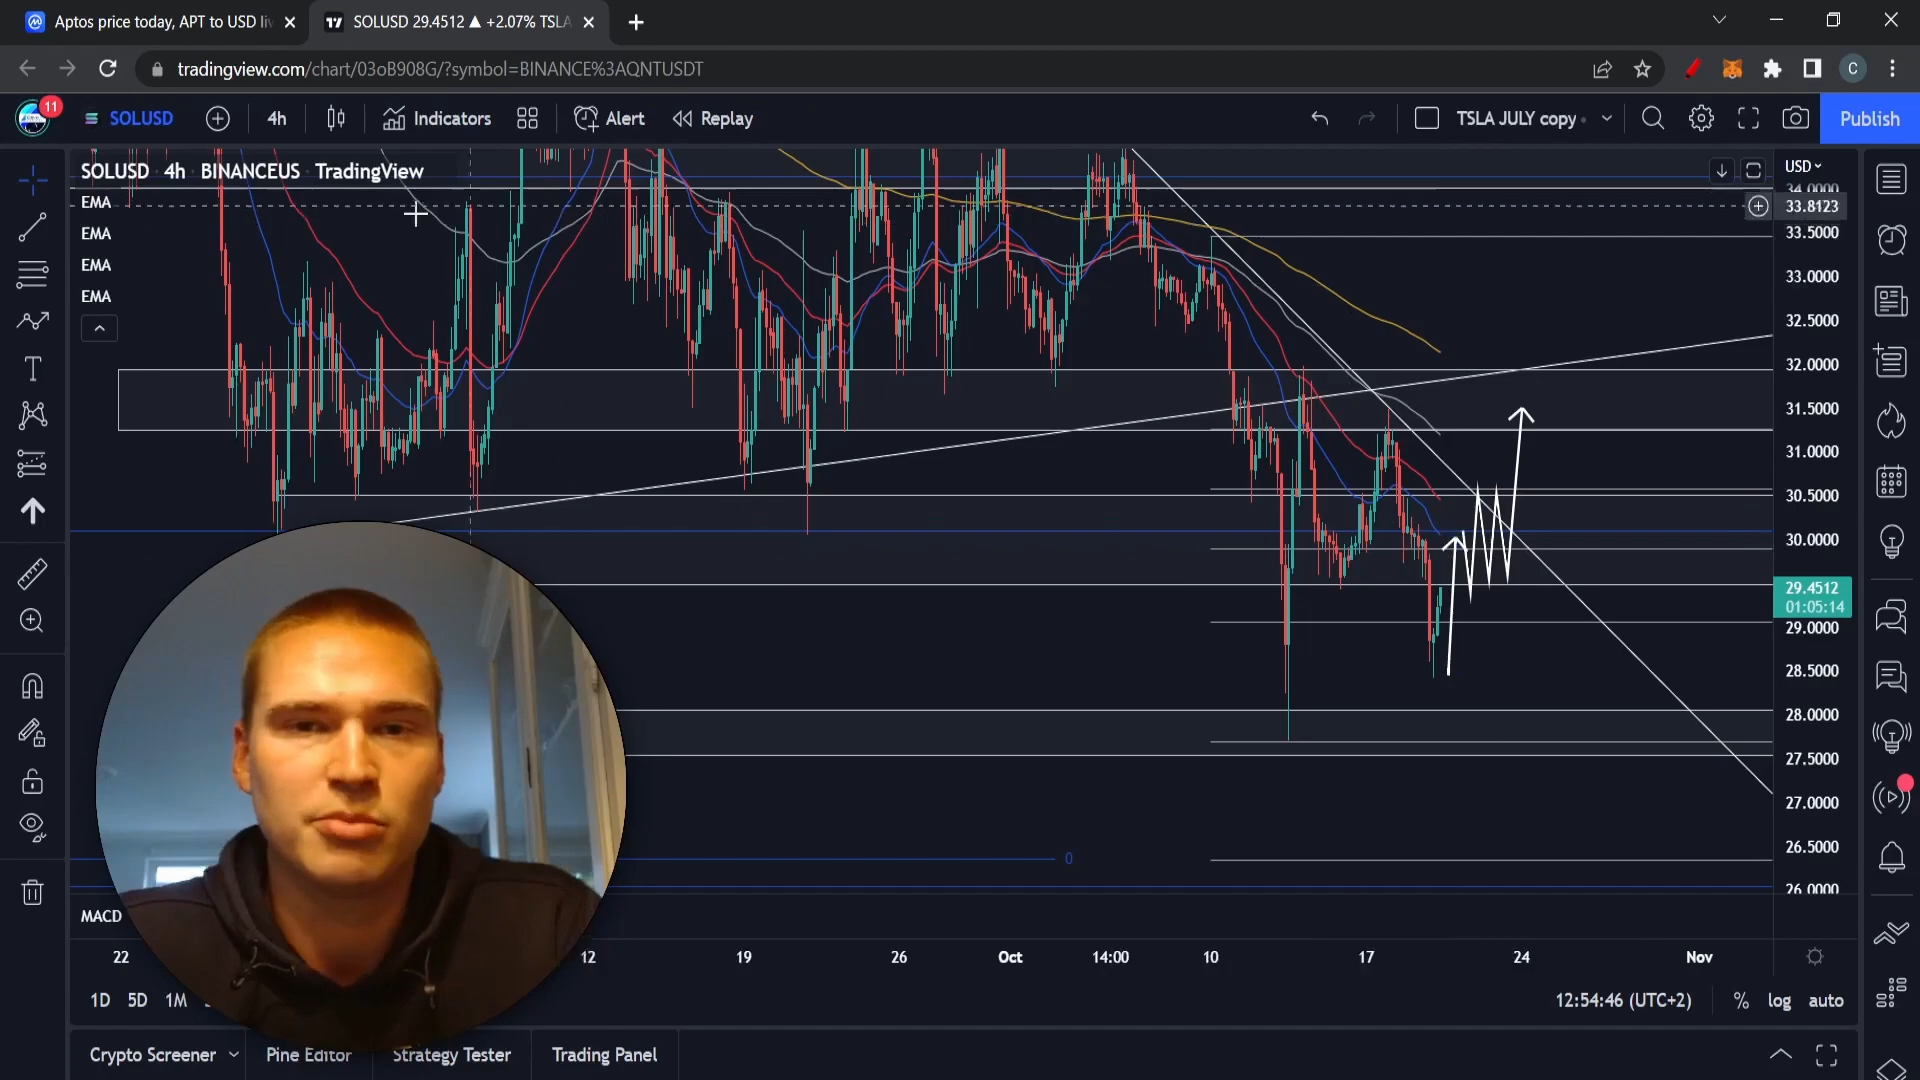 Aptos price today, APT to USD li
SOLUSD 29.4512 ▲ +2.07% TSLA
tradingview.com/chart/03oB908G/?symbol=BINANCE%3AQNTUSDT
C
11
SOLUSD
4h
Indicators
Alert
Replay
TSLA JULY copy
Publish
SOLUSD 4h BINANCEUS TradingView
EMA
EMA
EMA
EMA
USD
34.0000
33.8123
33.5000
33.0000
32.5000
32.0000
31.5000
31.0000
30.5000
30.0000
29.4512
01:05:14
29.0000
28.5000
28.0000
27.5000
27.0000
26.5000
26.0000
0
MACD
22
12
19
26
Oct
14:00
10
17
24
Nov
1D 5D 1M
12:54:46 (UTC+2)
% log auto
Crypto Screener
Pine Editor
Strategy Tester
Trading Panel